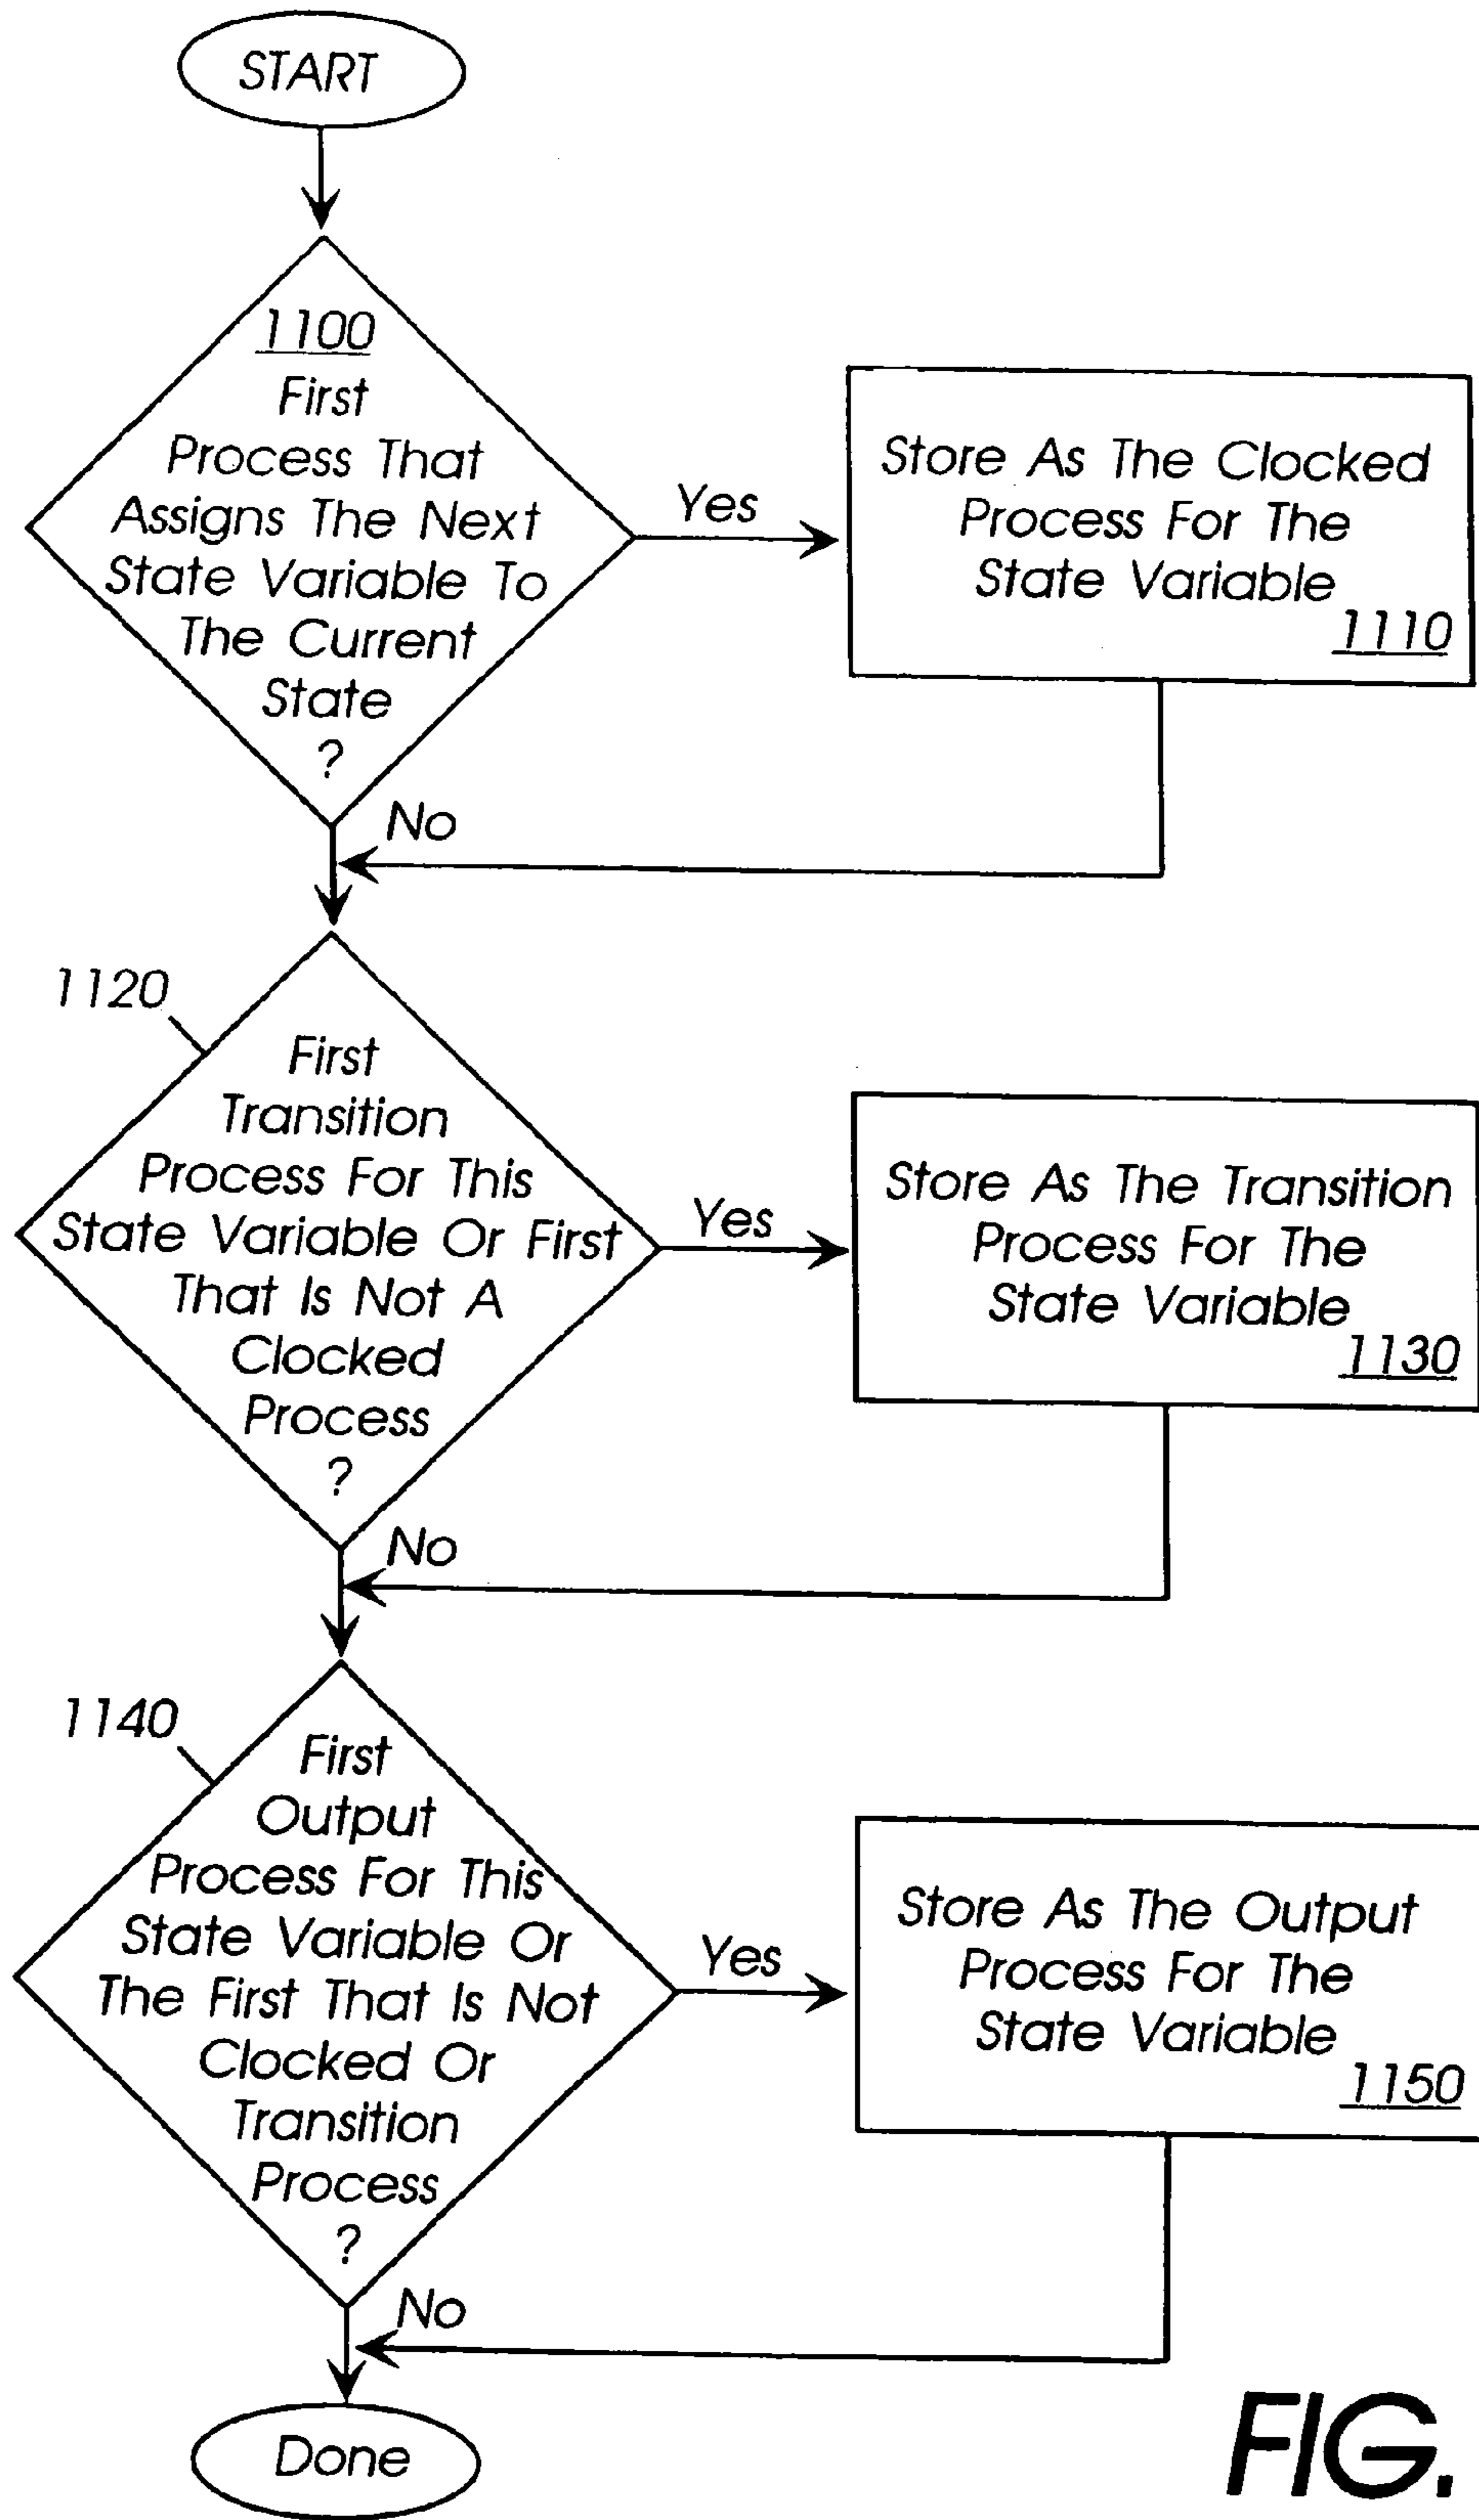 START
1100
First
Process That
Assigns The Next
State Variable To
The Current
State
?
Yes
Store As The Clocked
Process For The
State Variable
1110
No
1120
First
Transition
Process For This
State Variable Or First
That Is Not A
Clocked
Process
?
Yes
Store As The Transition
Process For The
State Variable
1130
No
1140
First
Output
Process For This
State Variable Or
The First That Is Not
Clocked Or
Transition
Process
?
Yes
Store As The Output
Process For The
State Variable
1150
No
Done
FIG.